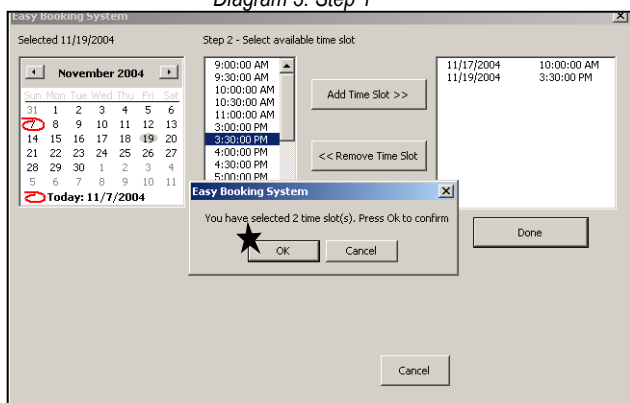 Diagram 3: Step 1
Easy Booking System
Selected 11/19/2004
Step 2 - Select available time slot
November 2004
Sun Mon Tue Wed Thu Fri Sat
31 1 2 3 4 5 6
7 8 9 10 11 12 13
14 15 16 17 18 19 20
21 22 23 24 25 26 27
28 29 30 1 2 3 4
5 6 7 8 9 10 11
Today: 11/7/2004
9:00:00 AM
9:30:00 AM
10:00:00 AM
10:30:00 AM
11:00:00 AM
3:00:00 PM
3:30:00 PM
4:00:00 PM
4:30:00 PM
5:00:00 PM
Add Time Slot >>
<< Remove Time Slot
11/17/2004 10:00:00 AM
11/19/2004 3:30:00 PM
Easy Booking System
You have selected 2 time slot(s). Press Ok to confirm
OK
Cancel
Done
Cancel